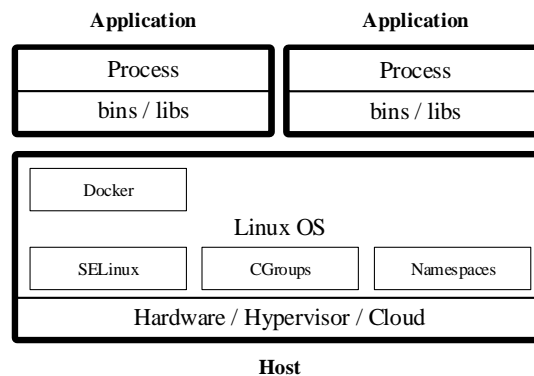 Application Application
Process Process
bins / libs bins / libs
Docker
Linux OS
SELinux CGroups Namespaces
Hardware / Hypervisor / Cloud
Host